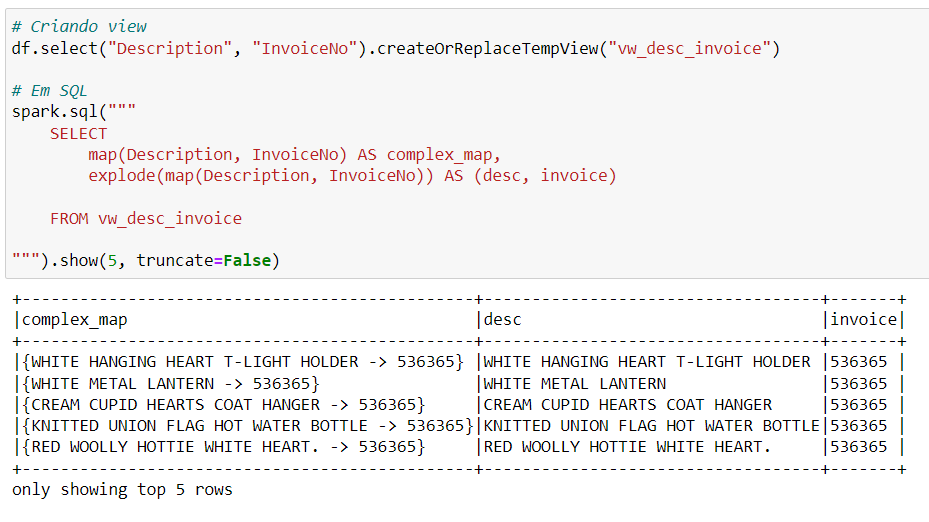 # Criando view
df.select("Description", "InvoiceNo").createOrReplaceTempView("vw_desc_invoice")
# Em SQL
spark.sql("""
    SELECT
        map(Description, InvoiceNo) AS complex_map,
        explode(map(Description, InvoiceNo)) AS (desc, invoice)
    FROM vw_desc_invoice
""").show(5, truncate=False)
+-----------------------------------------------+-----------------------------------+-------+
|complex_map                                    |desc                               |invoice|
+-----------------------------------------------+-----------------------------------+-------+
|{WHITE HANGING HEART T-LIGHT HOLDER -> 536365} |WHITE HANGING HEART T-LIGHT HOLDER |536365 |
|{WHITE METAL LANTERN -> 536365}                |WHITE METAL LANTERN                |536365 |
|{CREAM CUPID HEARTS COAT HANGER -> 536365}     |CREAM CUPID HEARTS COAT HANGER     |536365 |
|{KNITTED UNION FLAG HOT WATER BOTTLE -> 536365}|KNITTED UNION FLAG HOT WATER BOTTLE|536365 |
|{RED WOOLLY HOTTIE WHITE HEART. -> 536365}     |RED WOOLLY HOTTIE WHITE HEART.     |536365 |
+-----------------------------------------------+-----------------------------------+-------+
only showing top 5 rows